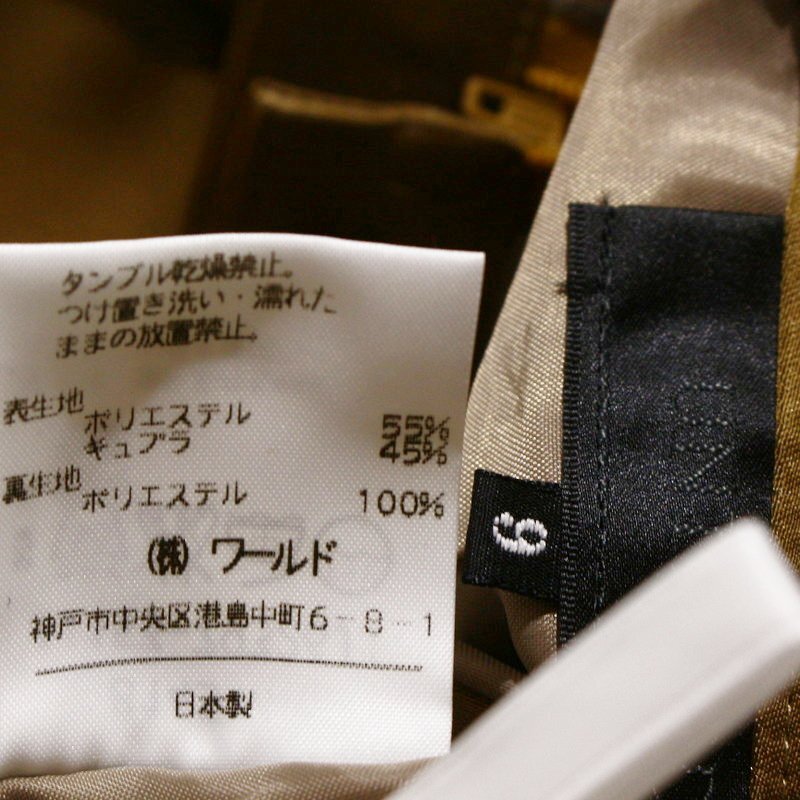 タンブル乾燥禁止。
つけ置き洗い・濡れた
ままの放置禁止。
表生地 ポリエステル 55%
キュプラ 45%
裏生地 ポリエステル 100%
(株) ワールド
神戸市中央区港島中町6-8-1
日本製
6